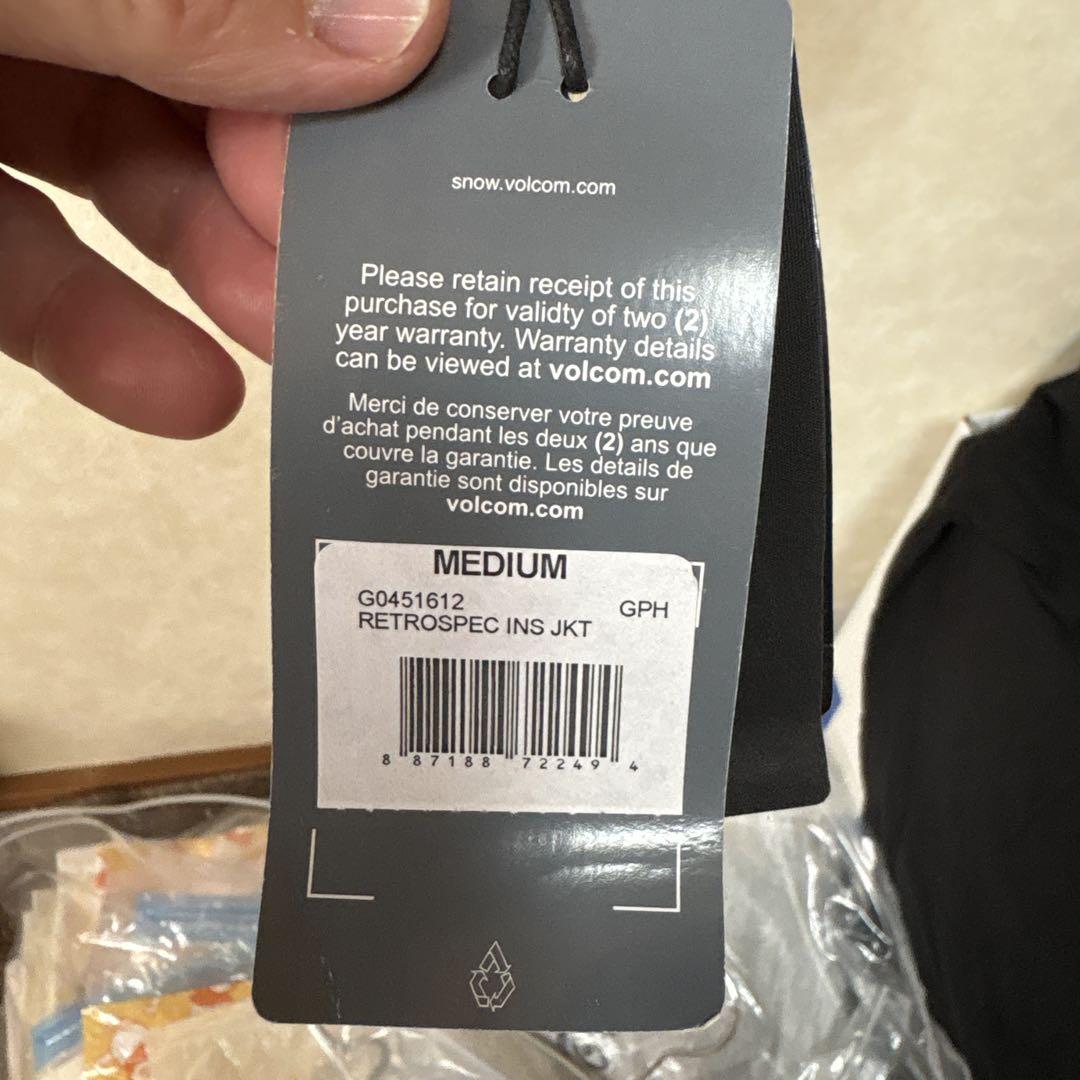 snow.volcom.com
Please retain receipt of this
purchase for validty of two (2)
year warranty. Warranty details
can be viewed at volcom.com
Merci de conserver votre preuve
d'achat pendant les deux (2) ans que
couvre la garantie. Les details de
garantie sont disponibles sur
volcom.com
MEDIUM
G0451612 GPH
RETROSPEC INS JKT
8 87188 72249 4